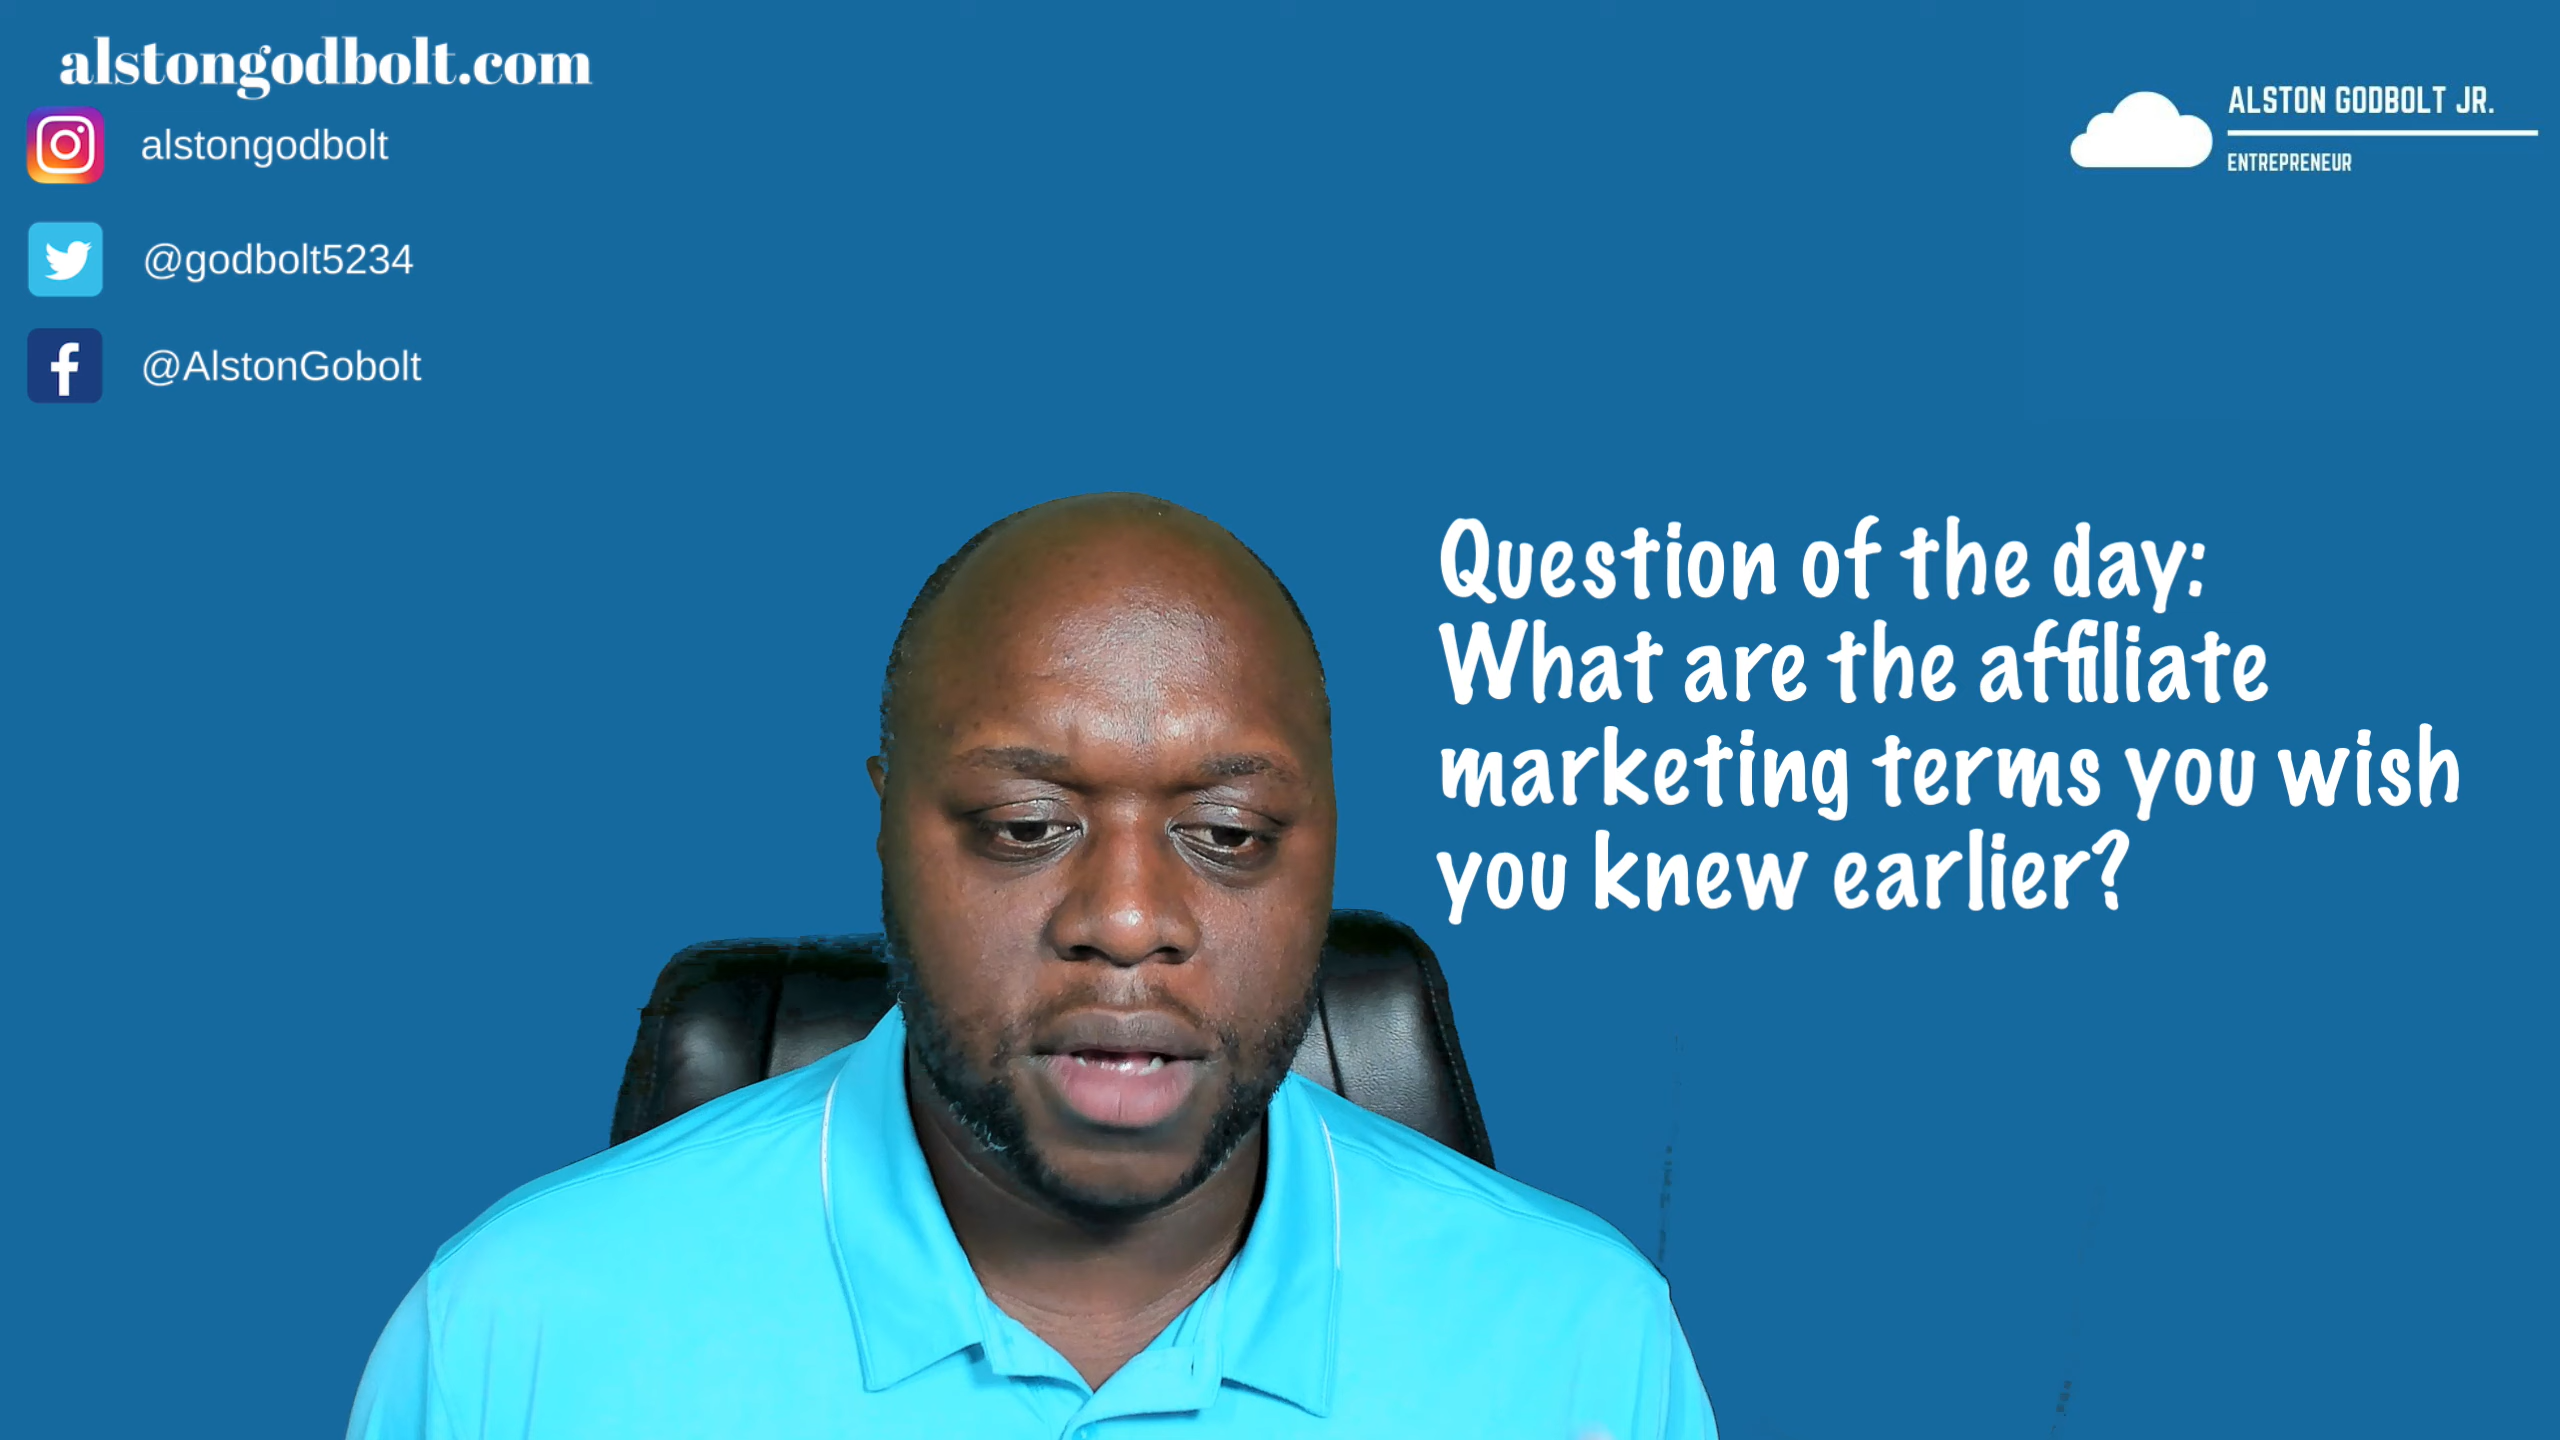 alstongodbolt.com
alstongodbolt
@godbolt5234
@AlstonGobolt
ALSTON GODBOLT JR.
ENTREPRENEUR
Question of the day:
What are the affiliate
marketing terms you wish
you knew earlier?